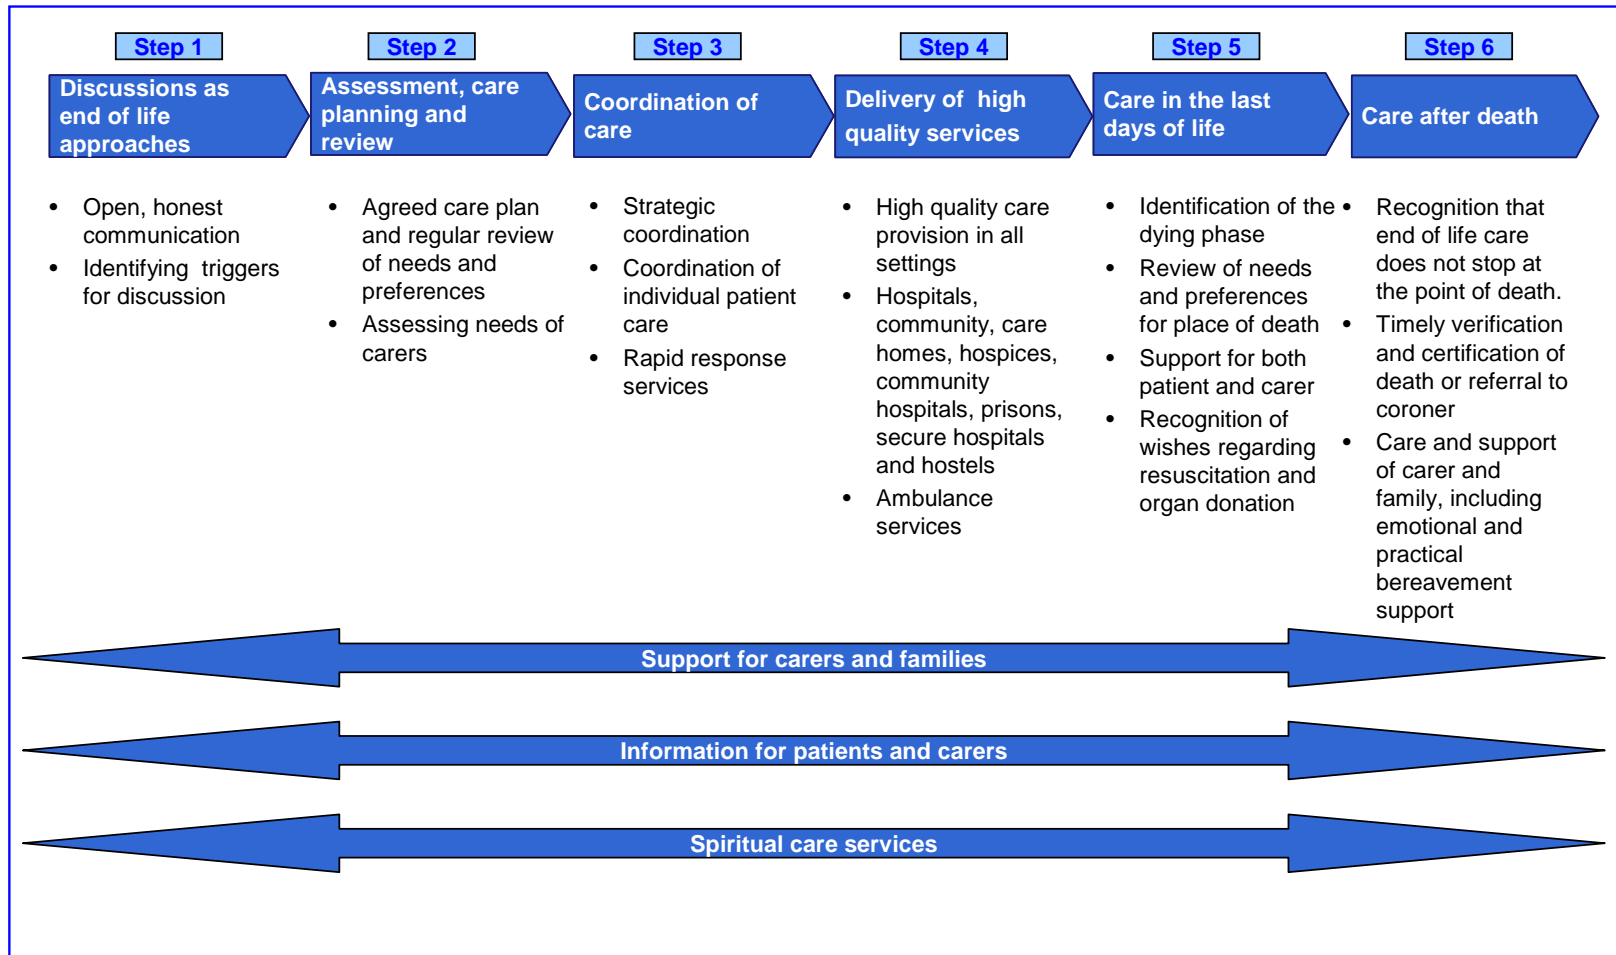 Step 1
Discussions as
end of life
approaches
• Open, honest
communication
• Identifying triggers
for discussion
Step 2
Assessment, care
planning and
review
• Agreed care plan
and regular review
of needs and
preferences
• Assessing needs of
carers
Step 3
Coordination of
care
• Strategic
coordination
• Coordination of
individual patient
care
• Rapid response
services
Step 4
Delivery of high
quality services
• High quality care
provision in all
settings
• Hospitals,
community, care
homes, hospices,
community
hospitals, prisons,
secure hospitals
and hostels
• Ambulance
services
Step 5
Care in the last
days of life
• Identification of the
dying phase
• Review of needs
and preferences
for place of death
• Support for both
patient and carer
• Recognition of
wishes regarding
resuscitation and
organ donation
Step 6
Care after death
• Recognition that
end of life care
does not stop at
the point of death.
• Timely verification
and certification of
death or referral to
coroner
• Care and support
of carer and
family, including
emotional and
practical
bereavement
support
Support for carers and families
Information for patients and carers
Spiritual care services